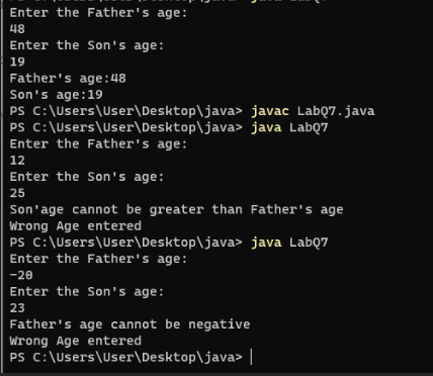 Enter the Father's age:
48
Enter the Son's age:
19
Father's age:48
Son's age:19
PS C:\Users\User\Desktop\java> javac LabQ7.java
PS C:\Users\User\Desktop\java> java LabQ7
Enter the Father's age:
12
Enter the Son's age:
25
Son'age cannot be greater than Father's age
Wrong Age entered
PS C:\Users\User\Desktop\java> java LabQ7
Enter the Father's age:
-20
Enter the Son's age:
23
Father's age cannot be negative
Wrong Age entered
PS C:\Users\User\Desktop\java>